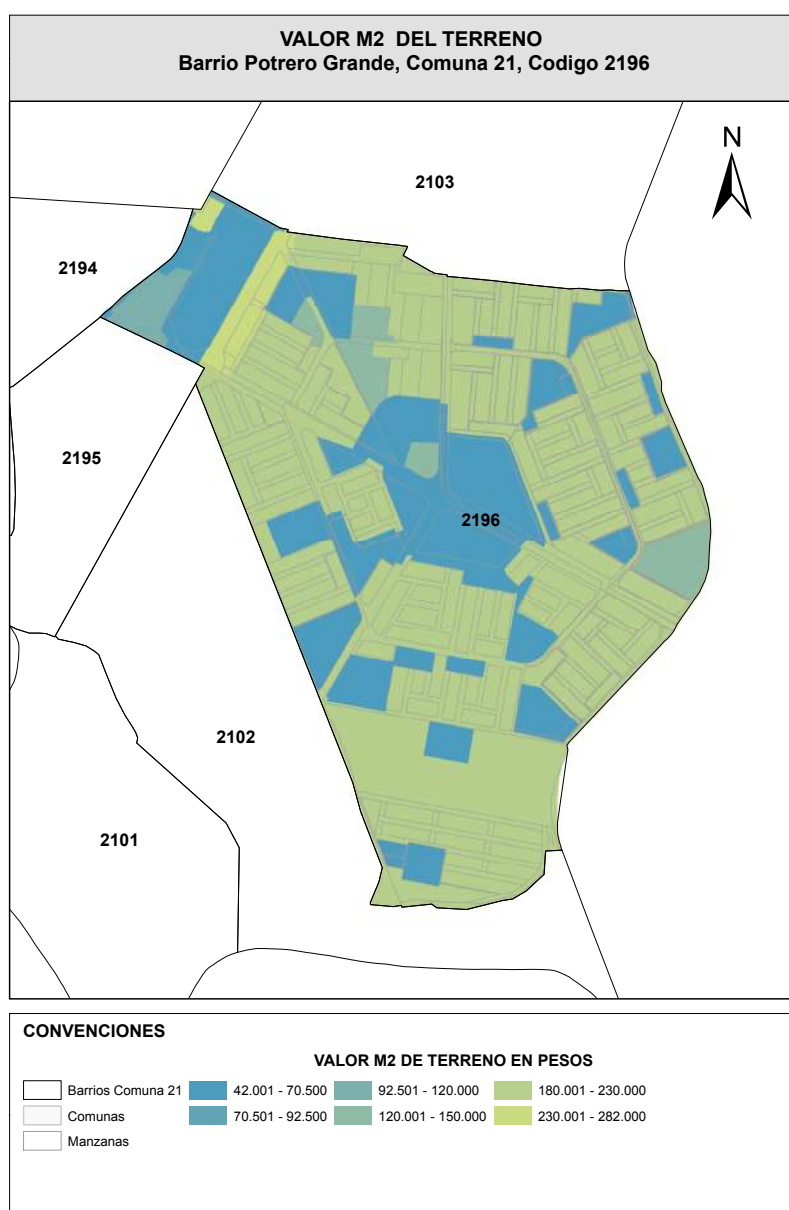 VALOR M2 DEL TERRENO
Barrio Potrero Grande, Comuna 21, Codigo 2196
N
2103
2194
2195
2196
2102
2101
CONVENCIONES
VALOR M2 DE TERRENO EN PESOS
Barrios Comuna 21
42.001 - 70.500
92.501 - 120.000
180.001 - 230.000
Comunas
70.501 - 92.500
120.001 - 150.000
230.001 - 282.000
Manzanas